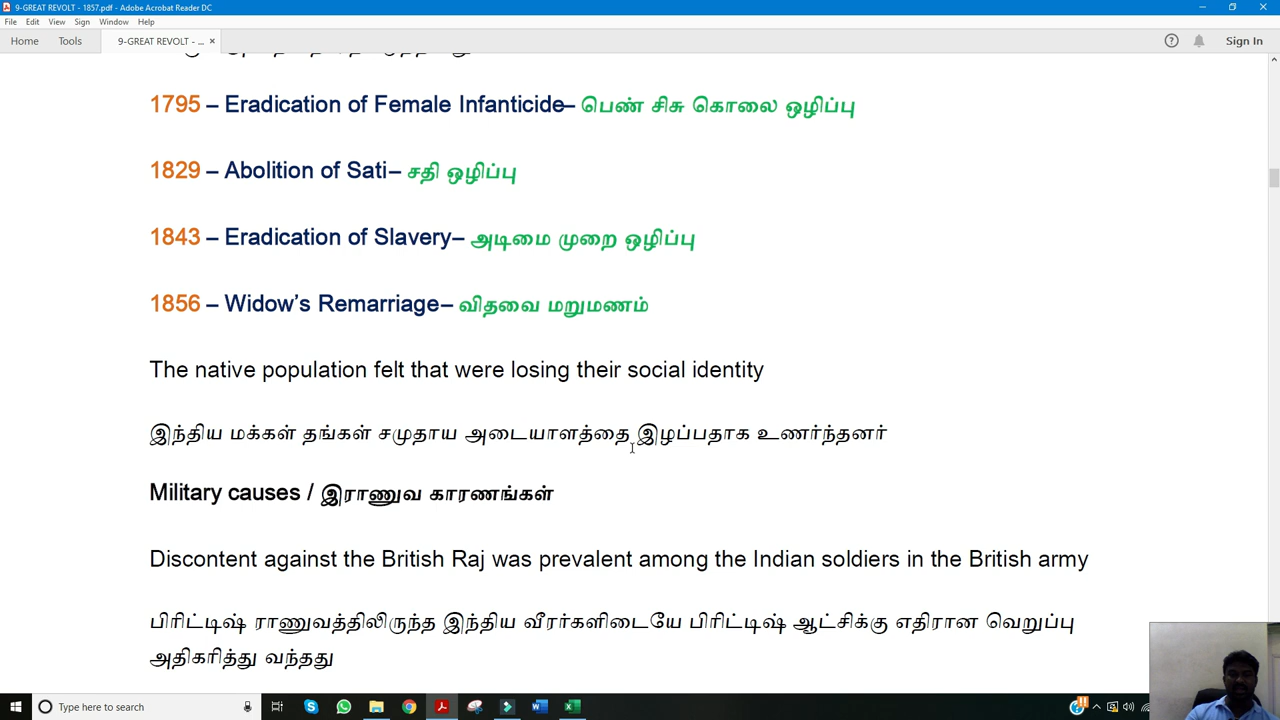 9-GREAT REVOLT - 1857.pdf - Adobe Acrobat Reader DC
File Edit View Sign Window Help
Home Tools 9-GREAT REVOLT - ... × Sign In
1795 – Eradication of Female Infanticide– பெண் சிசு கொலை ஒழிப்பு
1829 – Abolition of Sati– சதி ஒழிப்பு
1843 – Eradication of Slavery– அடிமை முறை ஒழிப்பு
1856 – Widow's Remarriage– விதவை மறுமணம்
The native population felt that were losing their social identity
இந்திய மக்கள் தங்கள் சமுதாய அடையாளத்தை இழப்பதாக உணர்ந்தனர்
Military causes / இராணுவ காரணங்கள்
Discontent against the British Raj was prevalent among the Indian soldiers in the British army
பிரிட்டிஷ் ராணுவத்திலிருந்த இந்திய வீரர்களிடையே பிரிட்டிஷ் ஆட்சிக்கு எதிரான வெறுப்பு
அதிகரித்து வந்தது
Type here to search